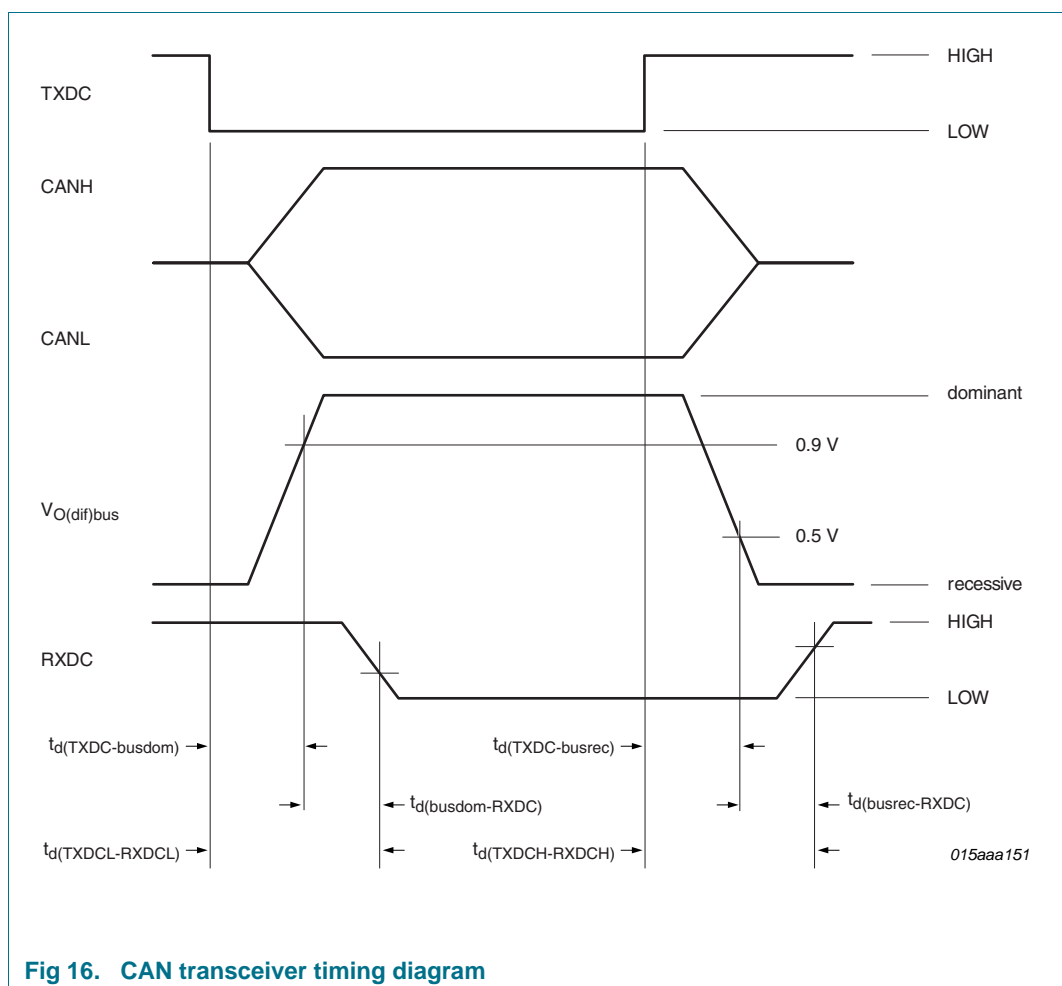 HIGH
TXDC
LOW
CANH
CANL
dominant
0.9 V
VO(dif)bus
0.5 V
recessive
HIGH
RXDC
LOW
td(TXDC-busdom)
td(TXDC-busrec)
td(busdom-RXDC)
td(busrec-RXDC)
td(TXDCL-RXDCL)
td(TXDCH-RXDCH)
015aaa151
Fig 16. CAN transceiver timing diagram